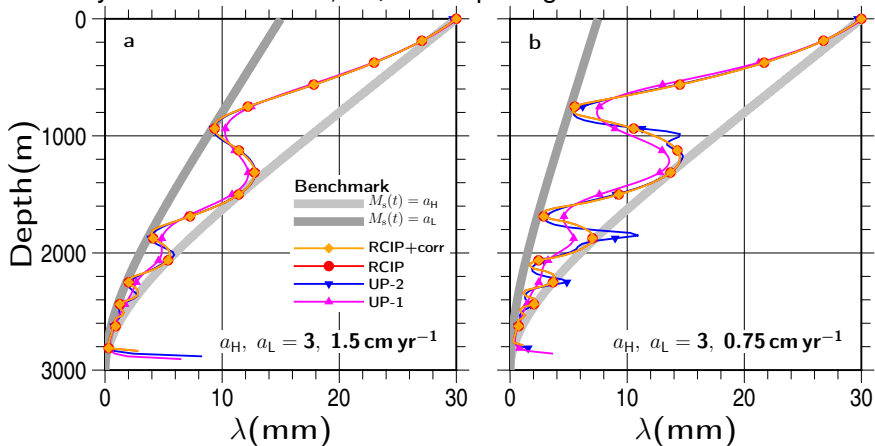 a
b
Depth(m)
0
1000
2000
3000
Benchmark
Mₛ(t) = a_H
Mₛ(t) = a_L
RCIP+corr
RCIP
UP-2
UP-1
a_H, a_L = 3, 1.5 cm yr⁻¹
a_H, a_L = 3, 0.75 cm yr⁻¹
0 10 20 30
0 10 20 30
λ(mm)
λ(mm)